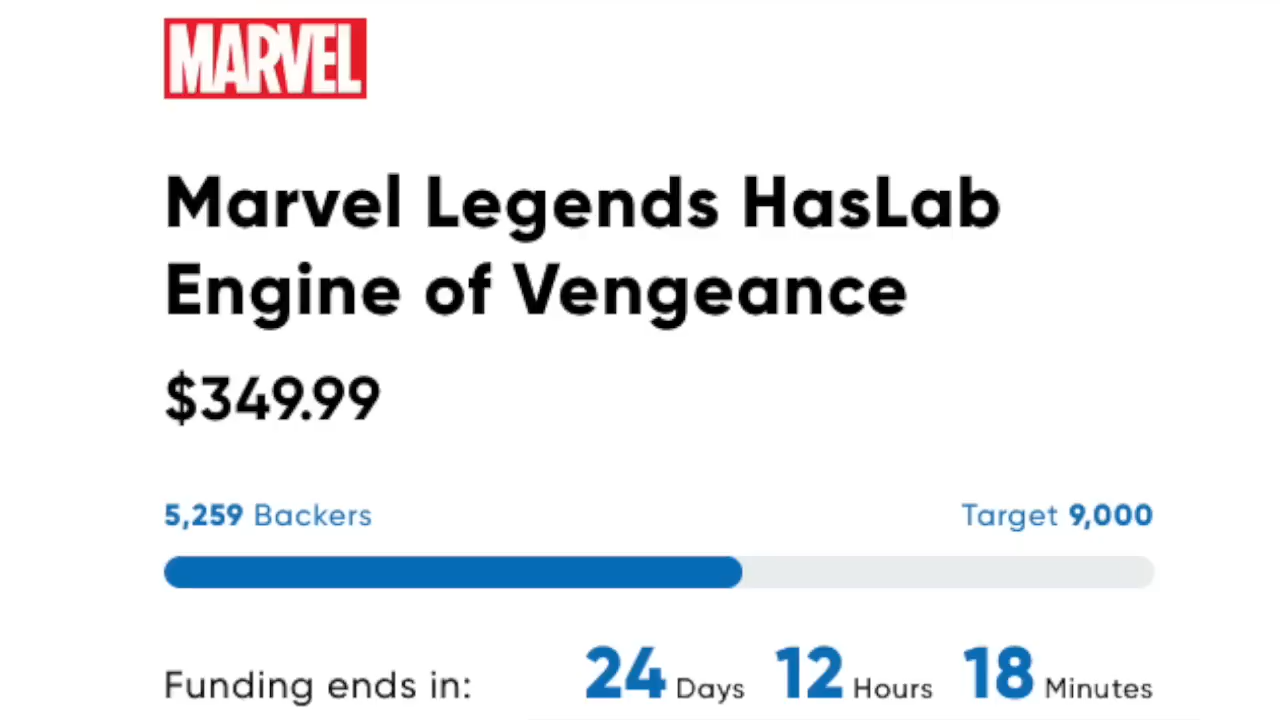 MARVEL
Marvel Legends HasLab
Engine of Vengeance
$349.99
5,259 Backers
Target 9,000
Funding ends in: 24 Days 12 Hours 18 Minutes